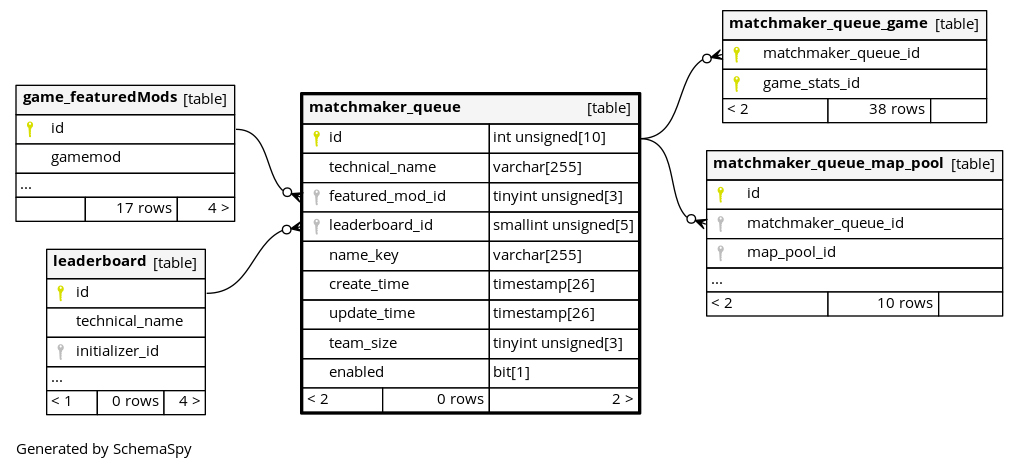 game_featuredMods [table]
id
gamemod
...
17 rows 4 >
leaderboard [table]
id
technical_name
initializer_id
...
< 1 0 rows 4 >
matchmaker_queue [table]
id int unsigned[10]
technical_name varchar[255]
featured_mod_id tinyint unsigned[3]
leaderboard_id smallint unsigned[5]
name_key varchar[255]
create_time timestamp[26]
update_time timestamp[26]
team_size tinyint unsigned[3]
enabled bit[1]
< 2 0 rows 2 >
matchmaker_queue_game [table]
matchmaker_queue_id
game_stats_id
< 2 38 rows
matchmaker_queue_map_pool [table]
id
matchmaker_queue_id
map_pool_id
...
< 2 10 rows
Generated by SchemaSpy